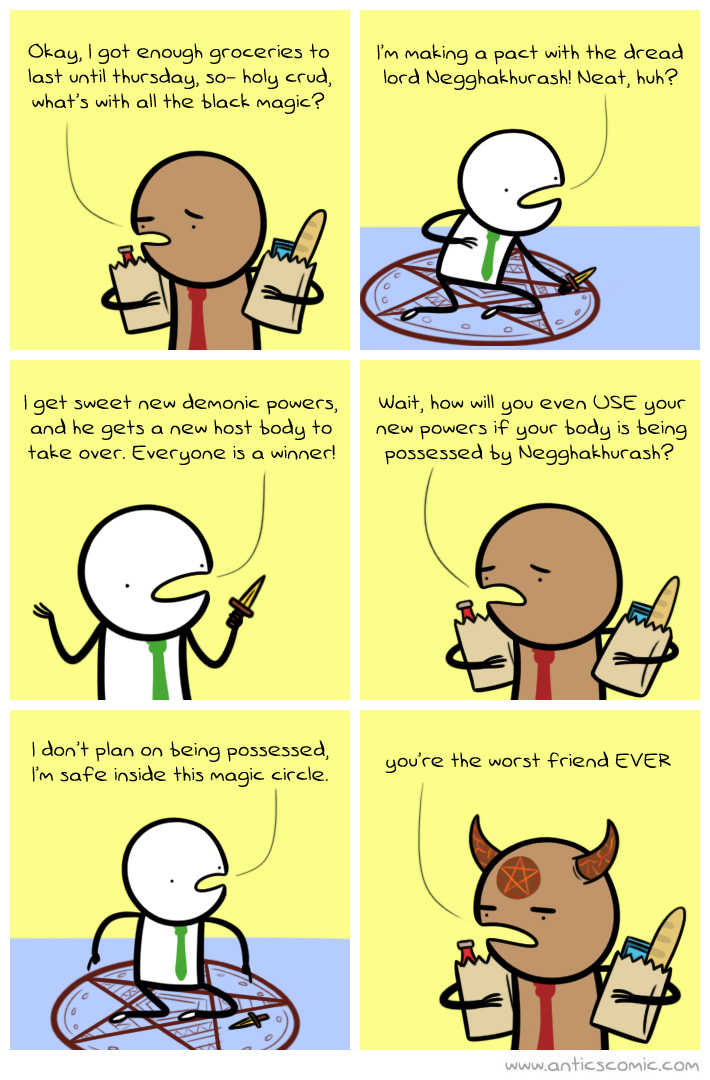 Okay, I got enough groceries to
last until thursday, so- holy crud,
what's with all the black magic?
I'm making a pact with the dread
lord Negghakhurash! Neat, huh?
I get sweet new demonic powers,
and he gets a new host body to
take over. Everyone is a winner!
Wait, how will you even USE your
new powers if your body is being
possessed by Negghakhurash?
I don't plan on being possessed,
I'm safe inside this magic circle.
you're the worst friend EVER
www.anticscomic.com